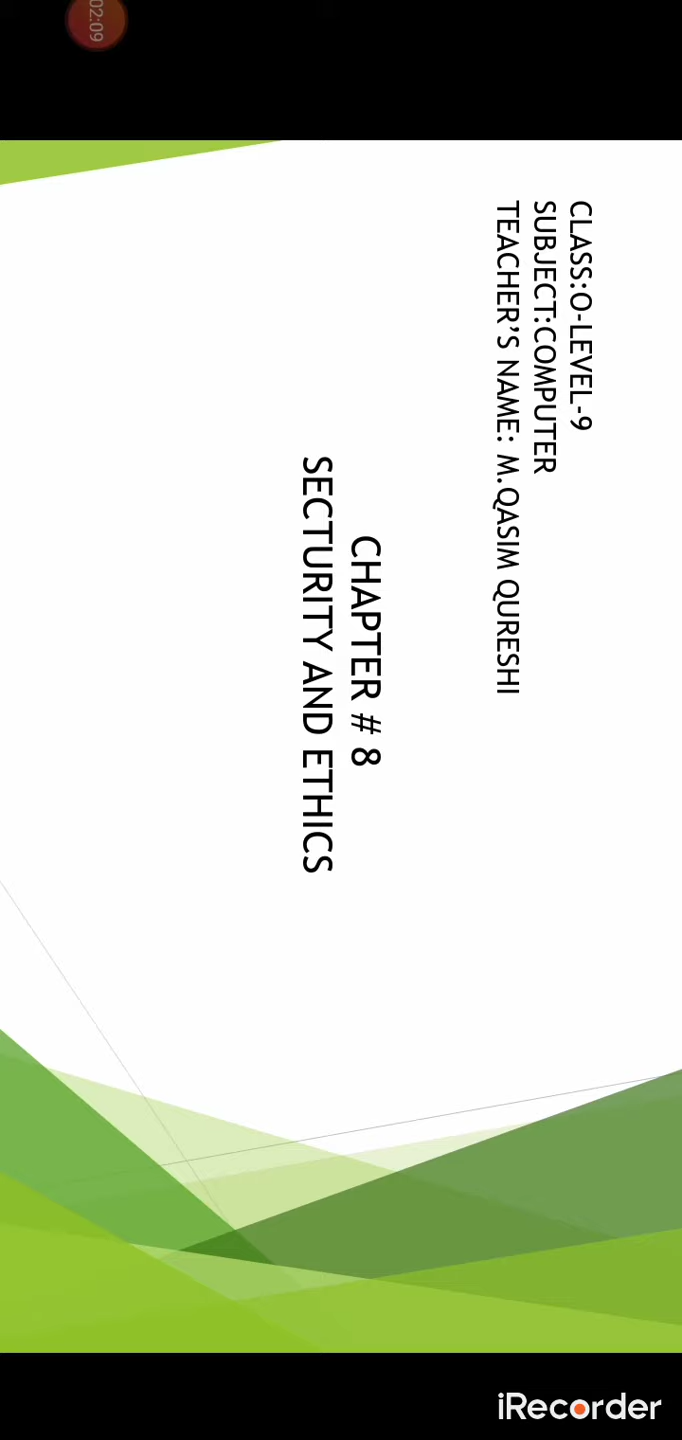 02:09
CLASS:O-LEVEL-9
SUBJECT:COMPUTER
TEACHER’S NAME: M.QASIM QURESHI
CHAPTER # 8
SECTURITY AND ETHICS
iRecorder